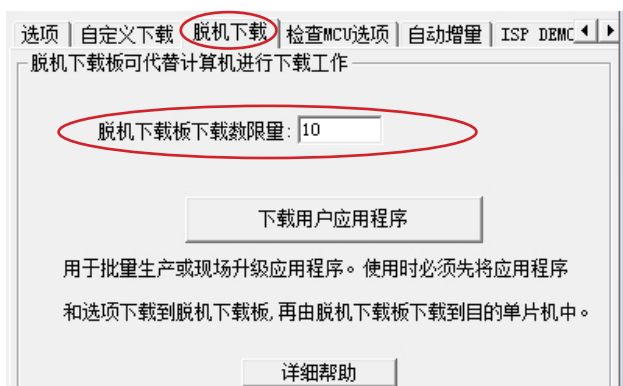 选项 自定义下载 脱机下载 检查MCU选项 自动增量 ISP DEMC
脱机下载板可代替计算机进行下载工作
脱机下载板下载数限量: 10
下载用户应用程序
用于批量生产或现场升级应用程序。使用时必须先将应用程序
和选项下载到脱机下载板,再由脱机下载板下载到目的单片机中。
详细帮助